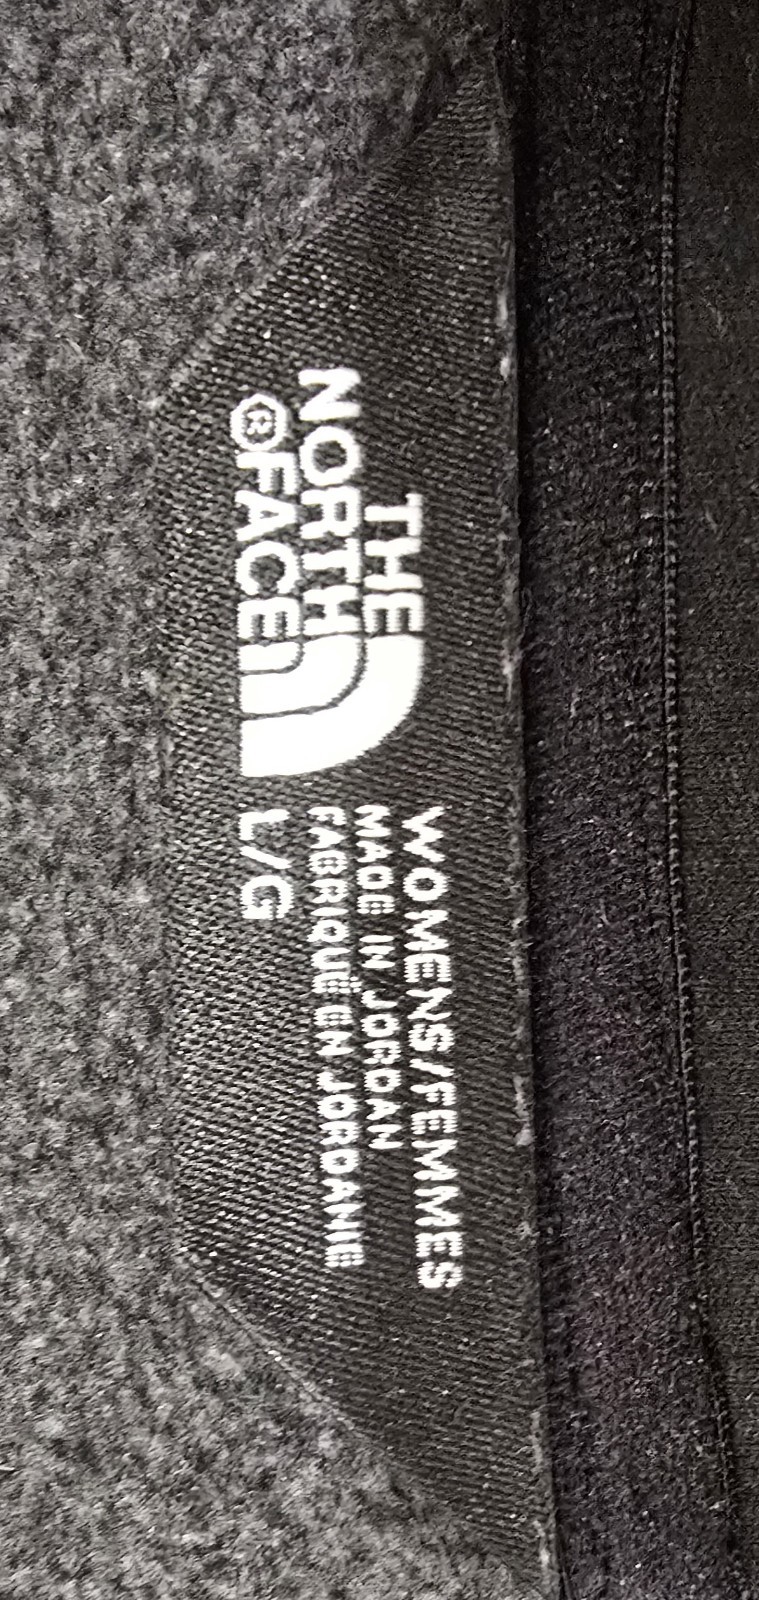 THE
NORTH
®FACE
WOMENS/FEMMES
MADE IN JORDAN
FABRIQUÉ EN JORDANIE
L/G